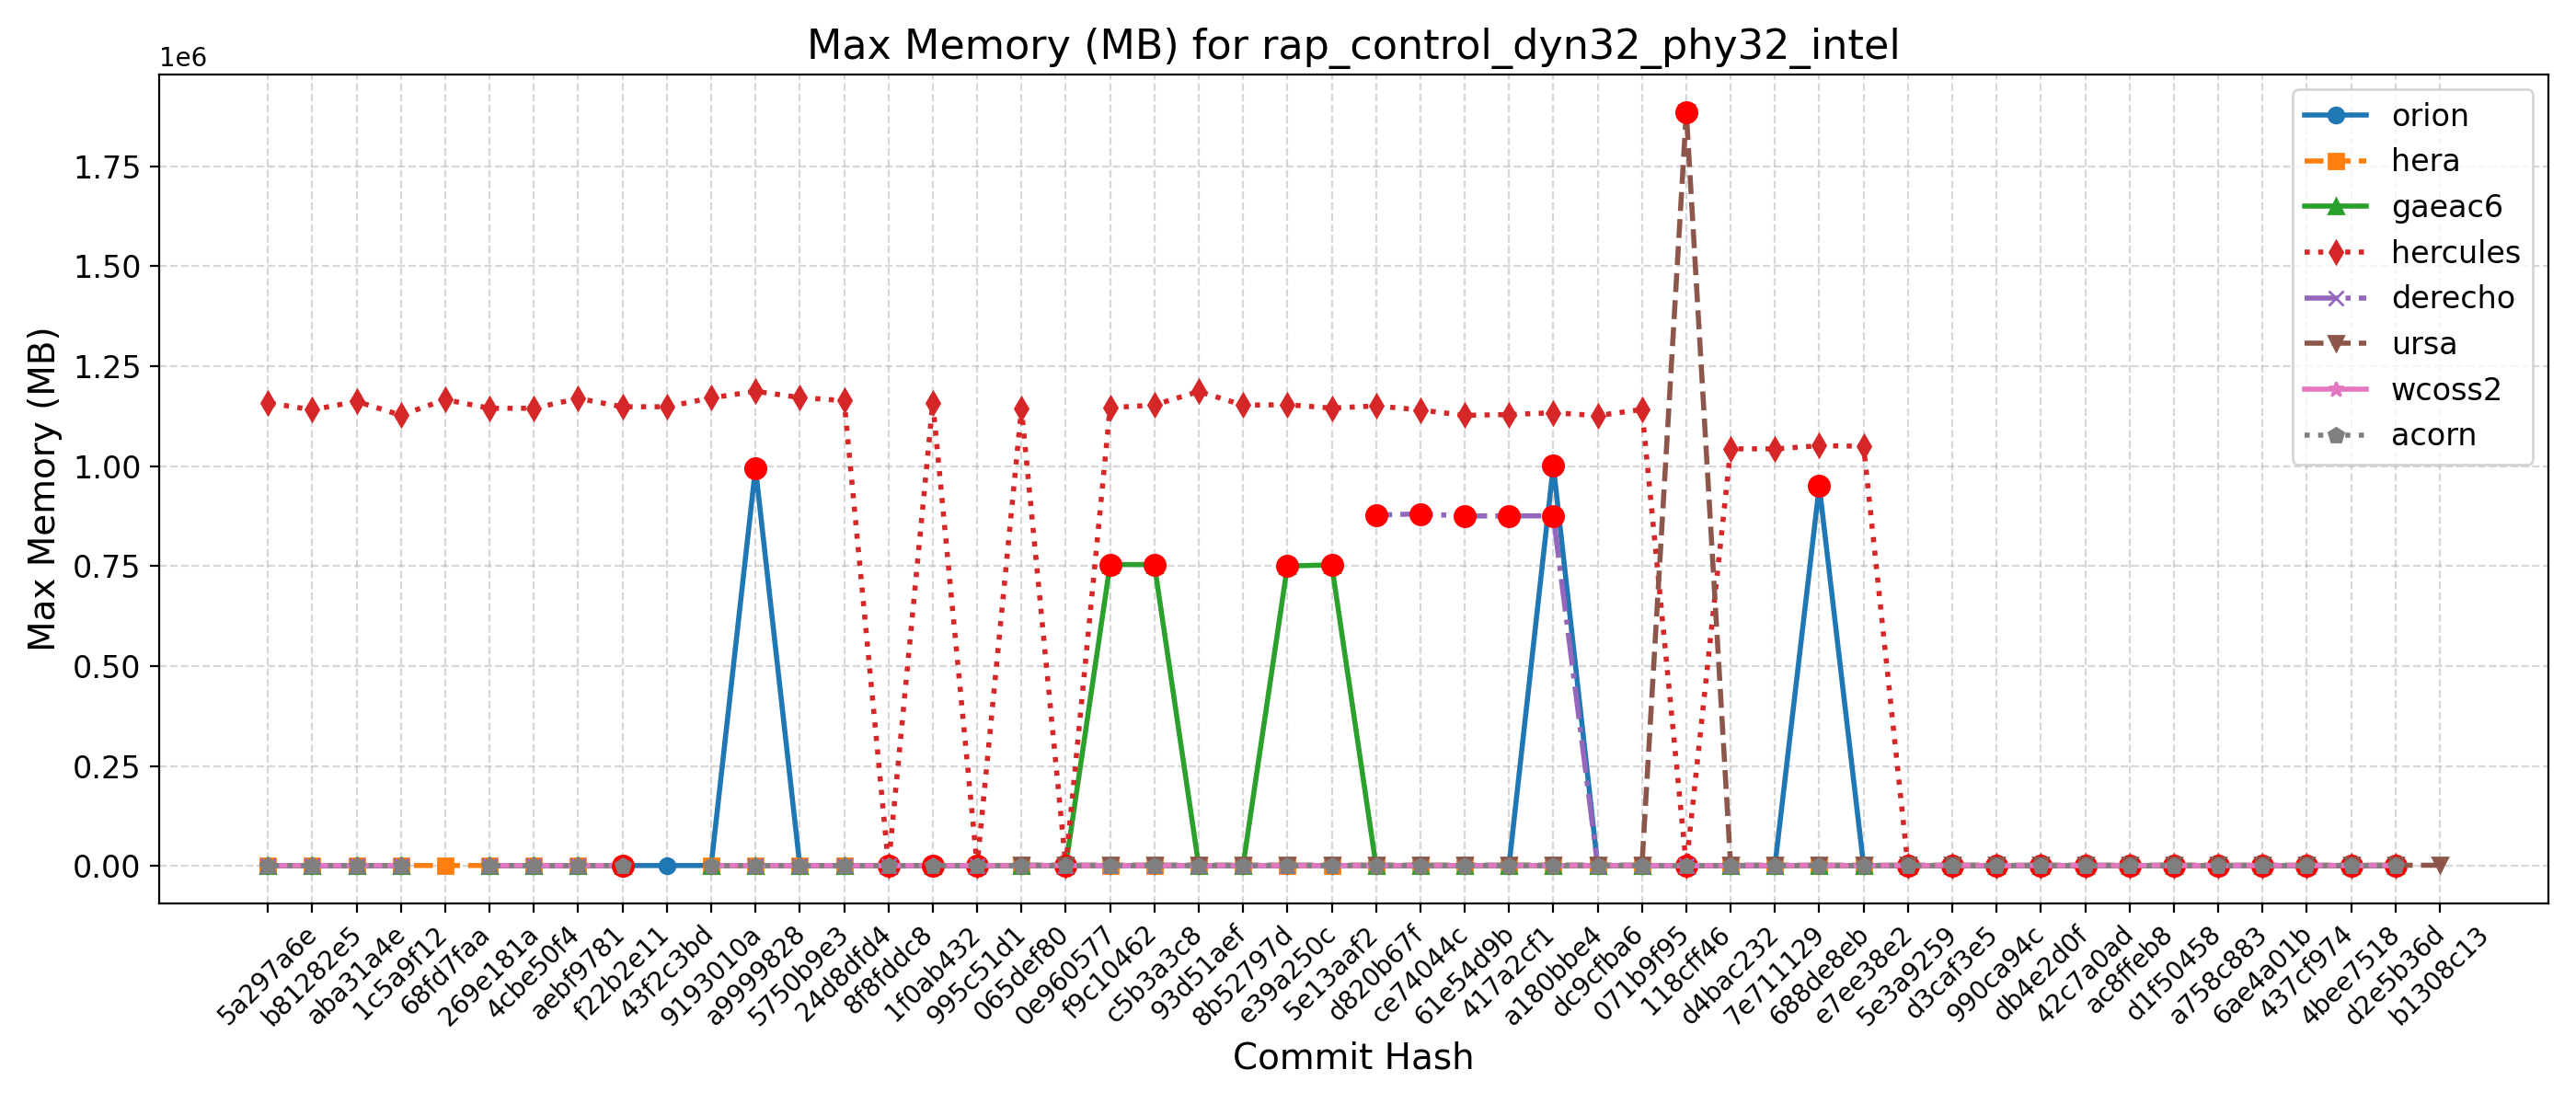 Max Memory (MB) for rap_control_dyn32_phy32_intel
1e6
1.75
1.50
1.25
1.00
0.75
0.50
0.25
0.00
Max Memory (MB)
orion
hera
gaeac6
hercules
derecho
ursa
wcoss2
acorn
5a297a6e
b81282e5
aba31a4e
1c5a9f12
68fd7faa
269e181a
4cbe50f4
aebf9781
f22b2e11
43f2c3bd
9193010a
a9999828
5750b9e3
24d8dfd4
8f8fddc8
1f0ab432
995c51d1
065def80
0e960577
f9c10462
c5b3a3c8
93d51aef
8b52797d
e39a250c
5e13aaf2
d820b67f
ce74044c
61e54d9b
417a2cf1
a180bbe4
dc9cfba6
071b9f95
118cff46
d4bac232
7e711129
688de8eb
e7ee38e2
5e3a9259
d3caf3e5
990ca94c
db4e2d0f
42c7a0ad
ac8ffeb8
d1f50458
a758c883
6ae4a01b
437cf974
4bee7518
d2e5b36d
b1308c13
Commit Hash